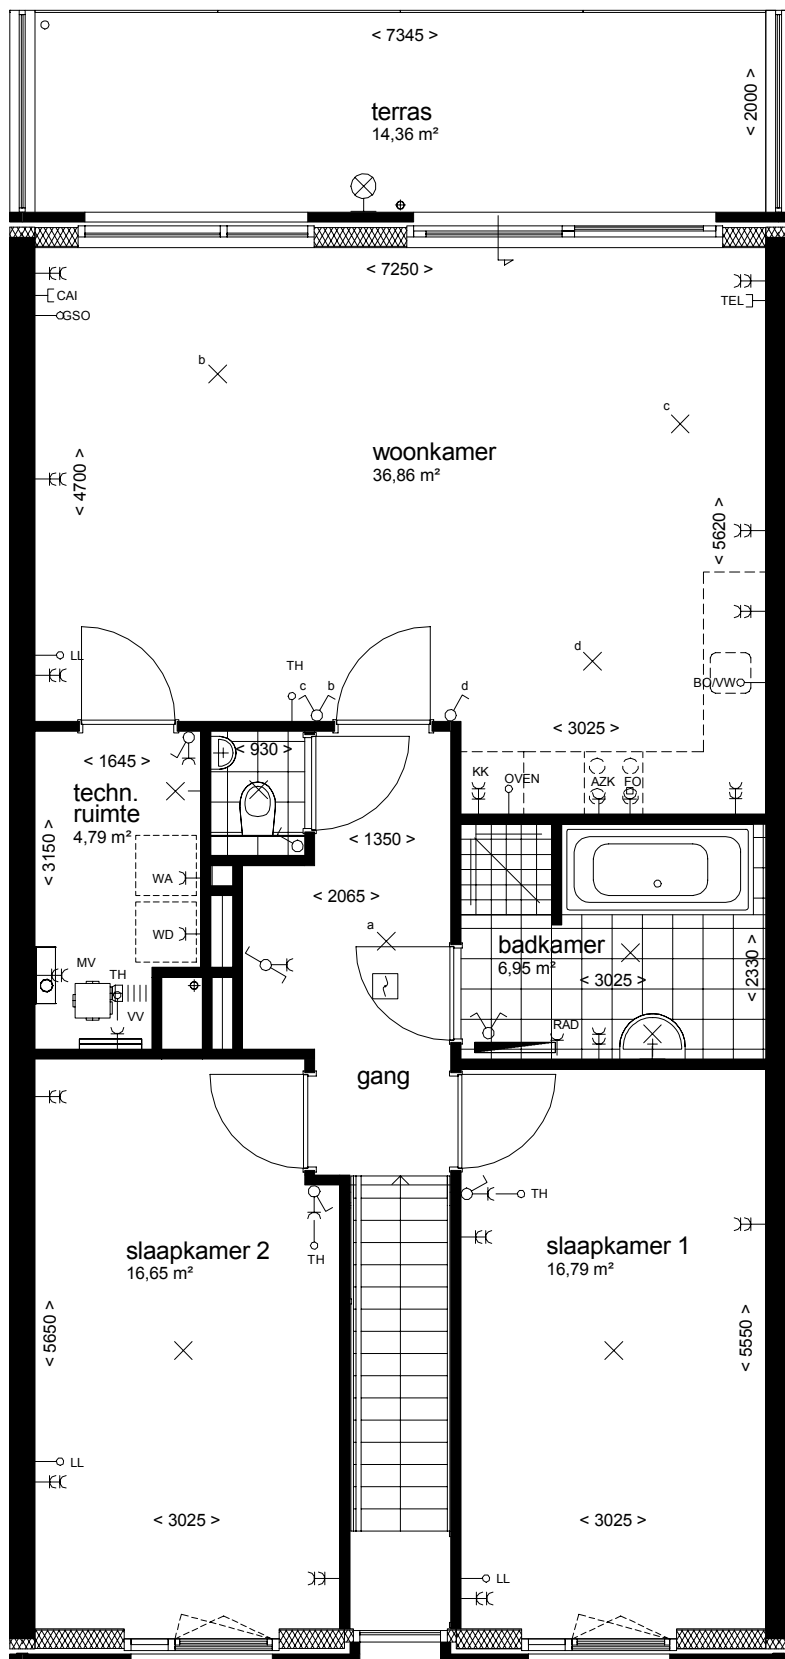 < 7345 >
< 2000 >
terras
14,36 m²
< 7250 >
CAI
GSO
TEL
b
c
woonkamer
36,86 m²
< 4700 >
< 5620 >
LL
TH
c b
d
d
BO/VW
< 3025 >
< 1645 >
< 930 >
KK
OVEN
AZK
FO
techn.
ruimte
4,79 m²
< 3150 >
< 1350 >
WA
< 2065 >
WD
a
badkamer
6,95 m²
< 3025 >
< 2330 >
MV
TH
VV
RAD
gang
TH
TH
slaapkamer 2
16,65 m²
slaapkamer 1
16,79 m²
< 5650 >
< 5550 >
LL
< 3025 >
< 3025 >
LL